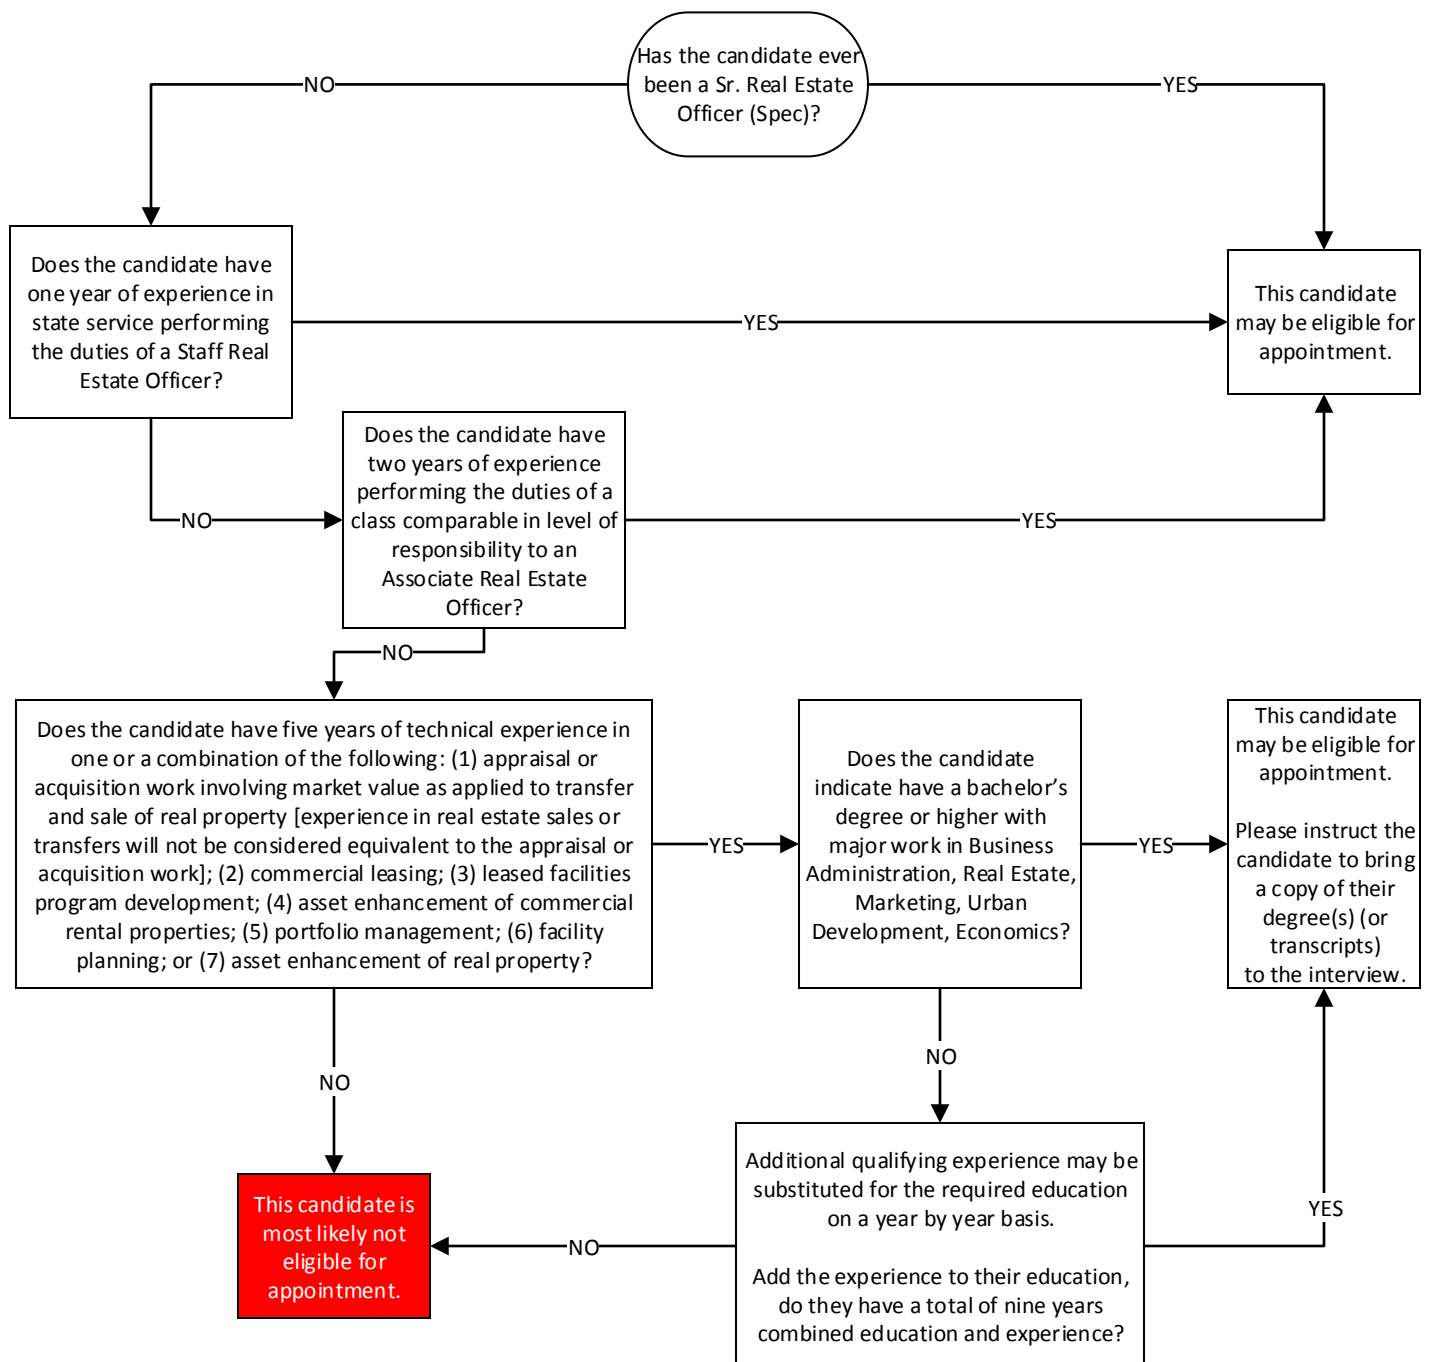 Has the candidate ever
been a Sr. Real Estate
Officer (Spec)?
NO
YES
Does the candidate have
one year of experience in
state service performing
the duties of a Staff Real
Estate Officer?
YES
This candidate
may be eligible for
appointment.
NO
Does the candidate have
two years of experience
performing the duties of a
class comparable in level of
responsibility to an
Associate Real Estate
Officer?
YES
NO
Does the candidate have five years of technical experience in
one or a combination of the following: (1) appraisal or
acquisition work involving market value as applied to transfer
and sale of real property [experience in real estate sales or
transfers will not be considered equivalent to the appraisal or
acquisition work]; (2) commercial leasing; (3) leased facilities
program development; (4) asset enhancement of commercial
rental properties; (5) portfolio management; (6) facility
planning; or (7) asset enhancement of real property?
YES
Does the candidate
indicate have a bachelor’s
degree or higher with
major work in Business
Administration, Real Estate,
Marketing, Urban
Development, Economics?
YES
This candidate
may be eligible for
appointment.
Please instruct the
candidate to bring
a copy of their
degree(s) (or
transcripts)
to the interview.
NO
NO
Additional qualifying experience may be
substituted for the required education
on a year by year basis.
Add the experience to their education,
do they have a total of nine years
combined education and experience?
YES
NO
This candidate is
most likely not
eligible for
appointment.